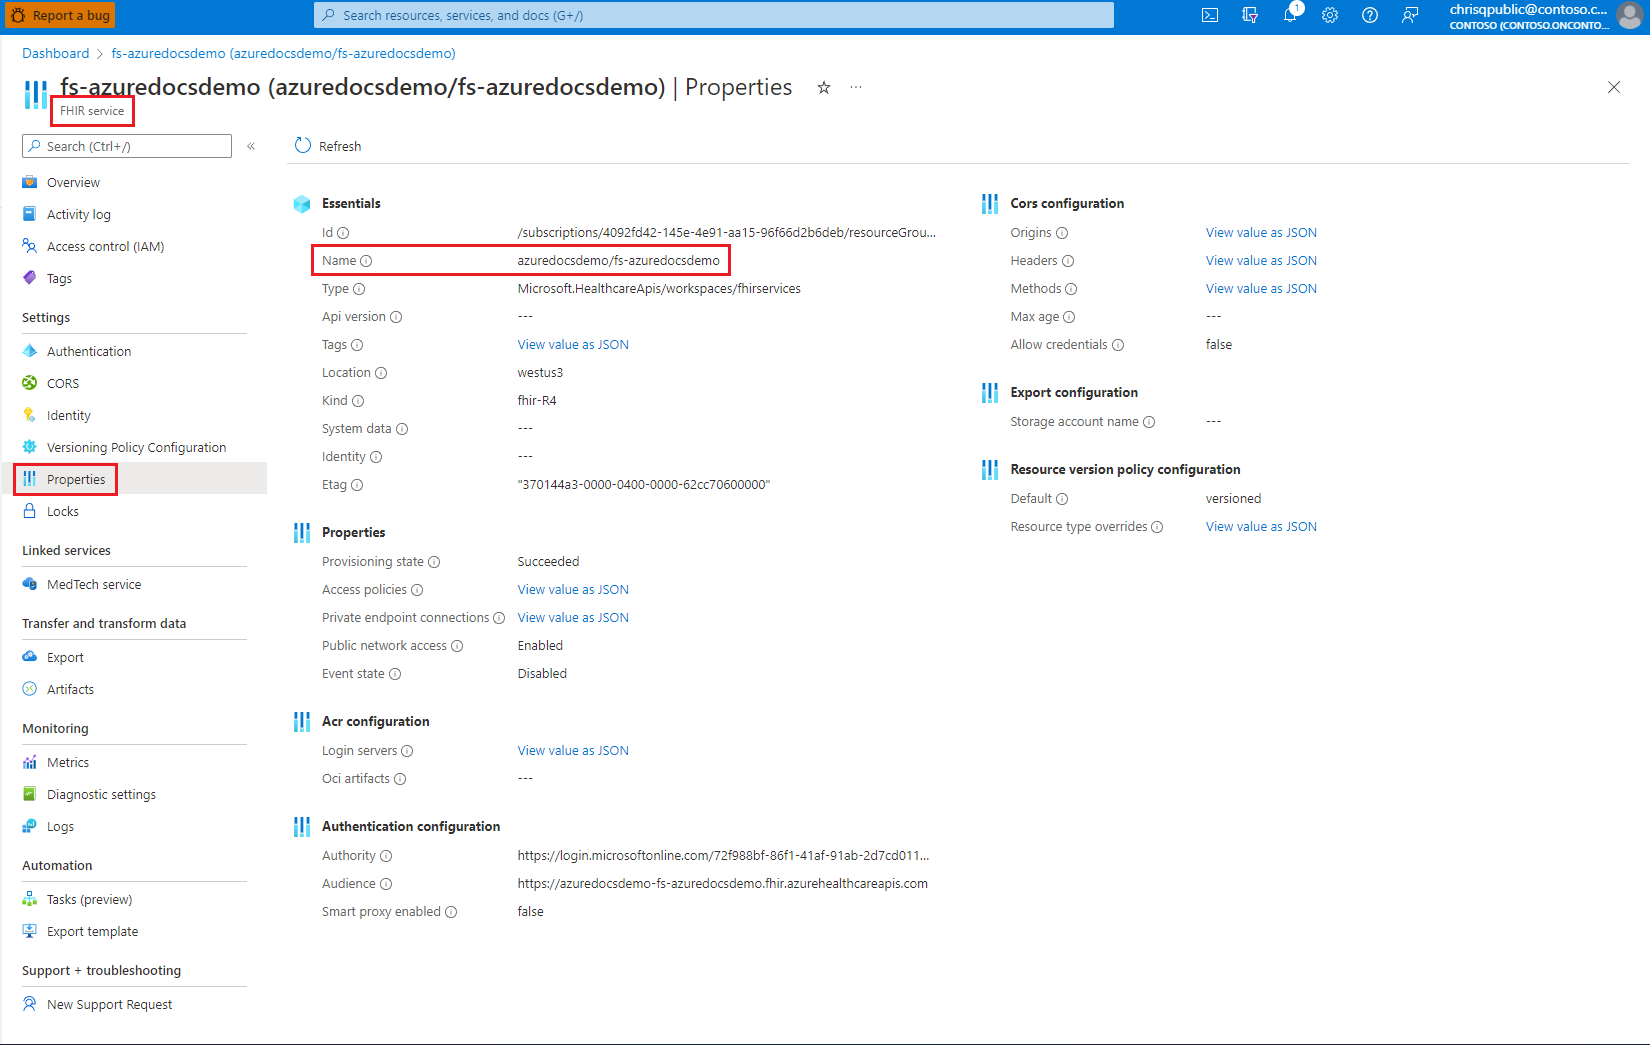 Report a bug
Search resources, services, and docs (G+/)
1
chrisqpublic@contoso.c...
CONTOSO (CONTOSO.ONCONTO...
Dashboard > fs-azuredocsdemo (azuredocsdemo/fs-azuredocsdemo)
fs-azuredocsdemo (azuredocsdemo/fs-azuredocsdemo) | Properties
FHIR service
Search (Ctrl+/)
Overview
Activity log
Access control (IAM)
Tags
Settings
Authentication
CORS
Identity
Versioning Policy Configuration
Properties
Locks
Linked services
MedTech service
Transfer and transform data
Export
Artifacts
Monitoring
Metrics
Diagnostic settings
Logs
Automation
Tasks (preview)
Export template
Support + troubleshooting
New Support Request
Refresh
Essentials
Id /subscriptions/4092fd42-145e-4e91-aa15-96f66d2b6deb/resourceGrou...
Name azuredocsdemo/fs-azuredocsdemo
Type Microsoft.HealthcareApis/workspaces/fhirservices
Api version ---
Tags View value as JSON
Location westus3
Kind fhir-R4
System data ---
Identity ---
Etag "370144a3-0000-0400-0000-62cc70600000"
Properties
Provisioning state Succeeded
Access policies View value as JSON
Private endpoint connections View value as JSON
Public network access Enabled
Event state Disabled
Acr configuration
Login servers View value as JSON
Oci artifacts ---
Authentication configuration
Authority https://login.microsoftonline.com/72f988bf-86f1-41af-91ab-2d7cd011...
Audience https://azuredocsdemo-fs-azuredocsdemo.fhir.azurehealthcareapis.com
Smart proxy enabled false
Cors configuration
Origins View value as JSON
Headers View value as JSON
Methods View value as JSON
Max age ---
Allow credentials false
Export configuration
Storage account name ---
Resource version policy configuration
Default versioned
Resource type overrides View value as JSON